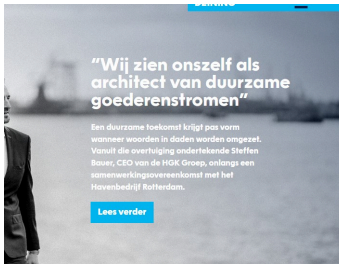 “Wij zien onszelf als
architect van duurzame
goederenstromen”
Een duurzame toekomst krijgt pas vorm
wanneer woorden in daden worden omgezet.
Vanuit die overtuiging ondertekende Steffen
Bauer, CEO van de HGK Groep, onlangs een
samenwerkingsovereenkomst met het
Havenbedrijf Rotterdam.
Lees verder